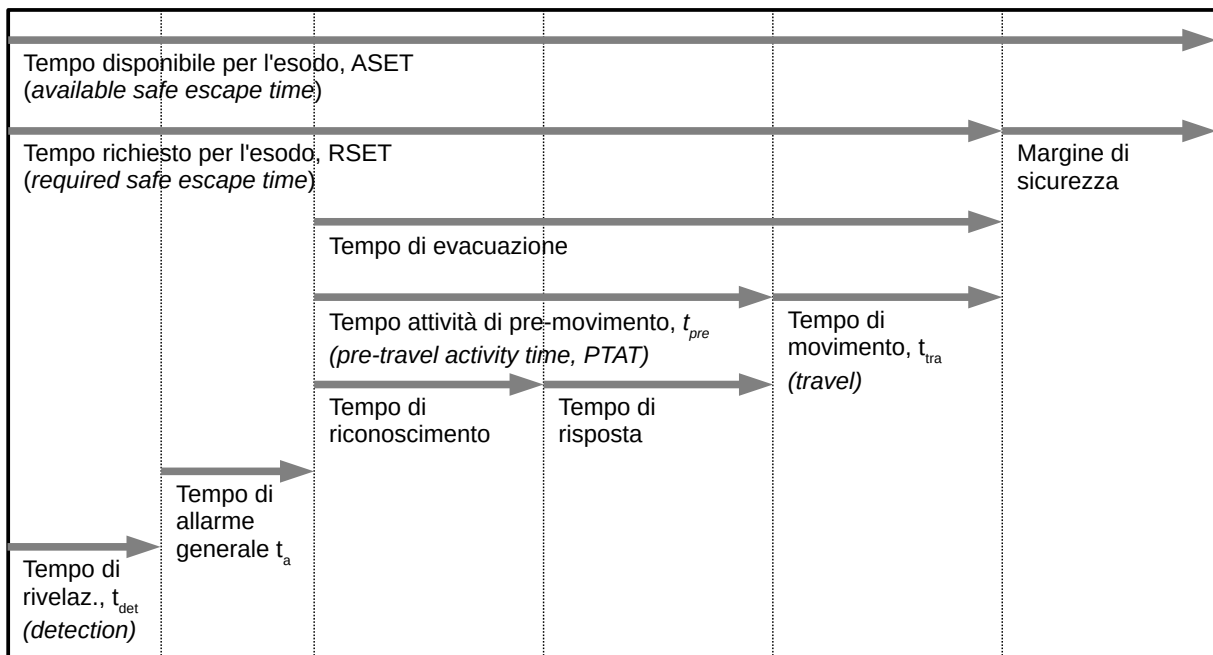 Tempo disponibile per l'esodo, ASET
(available safe escape time)
Tempo richiesto per l'esodo, RSET
(required safe escape time)
Margine di
sicurezza
Tempo di evacuazione
Tempo attività di pre-movimento, tpre
(pre-travel activity time, PTAT)
Tempo di
movimento, ttra
(travel)
Tempo di
riconoscimento
Tempo di
risposta
Tempo di
allarme
generale ta
Tempo di
rivelaz., tdet
(detection)